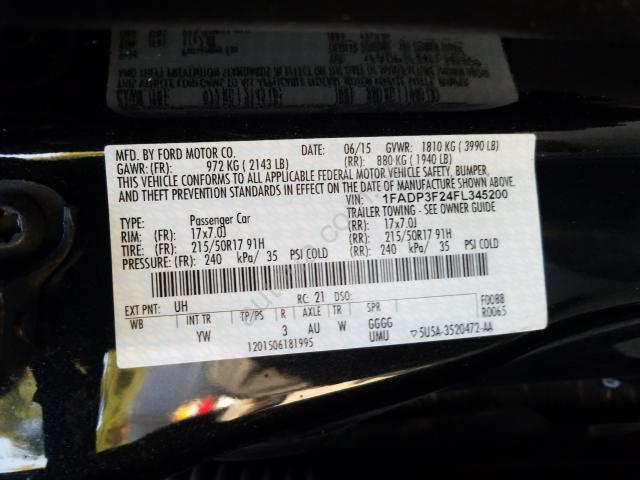 MFD. BY FORD MOTOR CO.
DATE: 06/15 GVWR: 1810 KG ( 3990 LB)
GAWR: (FR): 972 KG ( 2143 LB) (RR): 880 KG ( 1940 LB)
THIS VEHICLE CONFORMS TO ALL APPLICABLE FEDERAL MOTOR VEHICLE SAFETY, BUMPER,
AND THEFT PREVENTION STANDARDS IN EFFECT ON THE DATE OF MANUFACTURE SHOWN ABOVE.
VIN: 1FADP3F24FL345200
TYPE: Passenger Car TRAILER TOWING - SEE OWNER GUIDE
RIM: (FR): 17x7.0J (RR): 17x7.0J
TIRE: (FR): 215/50R17 91H (RR): 215/50R17 91H
PRESSURE: (FR): 240 kPa/ 35 PSI COLD (RR): 240 kPa/ 35 PSI COLD
EXT PNT: UH RC: 21 DSO: F0088
WB INT TR TP/PS R AXLE TR SPR R0065
YW 3 AU W GGGG
UMU
1201506181995
5U5A-3520472-AA